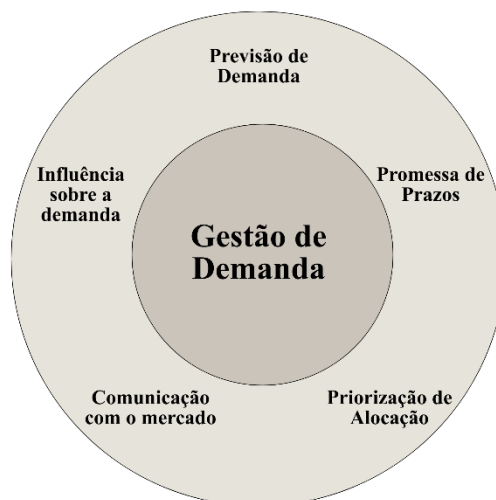 Previsão de
Demanda
Influência
sobre a
demanda
Promessa de
Prazos
Gestão de
Demanda
Comunicação
com o mercado
Priorização de
Alocação